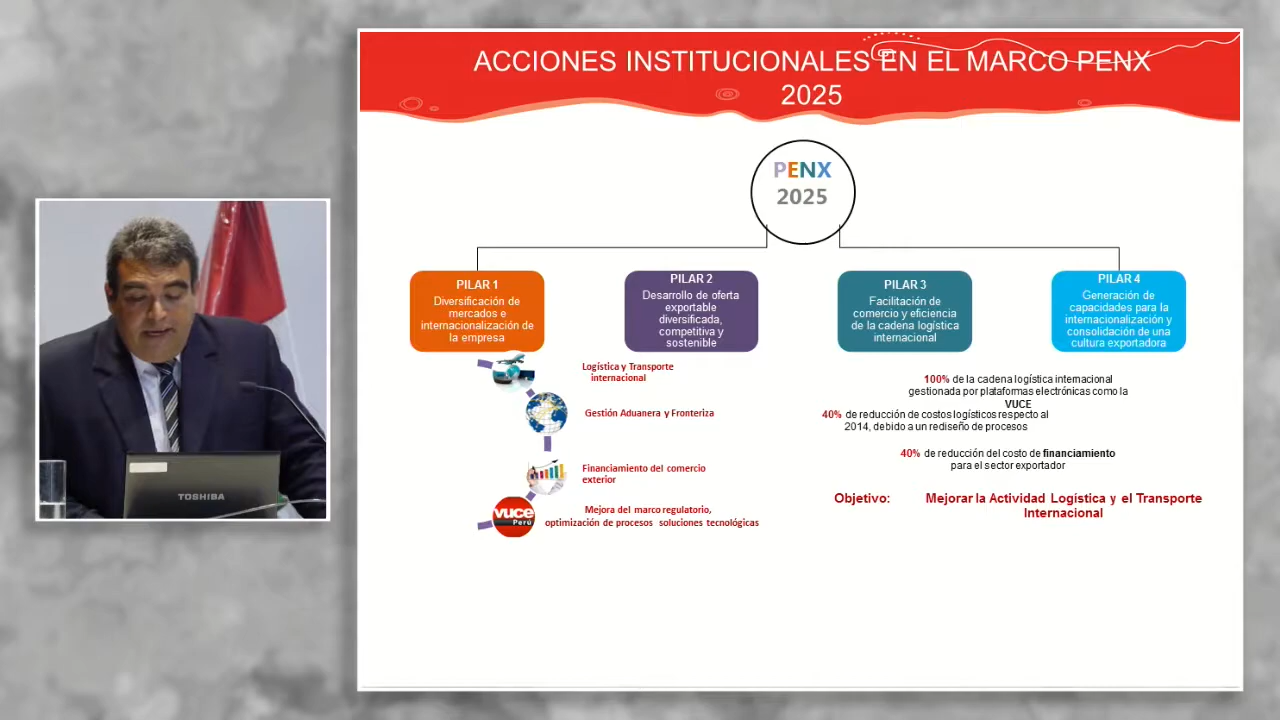 ACCIONES INSTITUCIONALES EN EL MARCO PENX
2025
PENX
2025
PILAR 1
Diversificación de
mercados e
internacionalización de
la empresa
PILAR 2
Desarrollo de oferta
exportable
diversificada,
competitiva y
sostenible
PILAR 3
Facilitación de
comercio y eficiencia
de la cadena logística
internacional
PILAR 4
Generación de
capacidades para la
internacionalización y
consolidación de una
cultura exportadora
Logística y Transporte
internacional
Gestión Aduanera y Fronteriza
Financiamiento del comercio
exterior
vuce
Perú
Mejora del marco regulatorio,
optimización de procesos soluciones tecnológicas
100% de la cadena logística internacional
gestionada por plataformas electrónicas como la
VUCE
40% de reducción de costos logísticos respecto al
2014, debido a un rediseño de procesos
40% de reducción del costo de financiamiento
para el sector exportador
Objetivo: Mejorar la Actividad Logística y el Transporte
Internacional
TOSHIBA